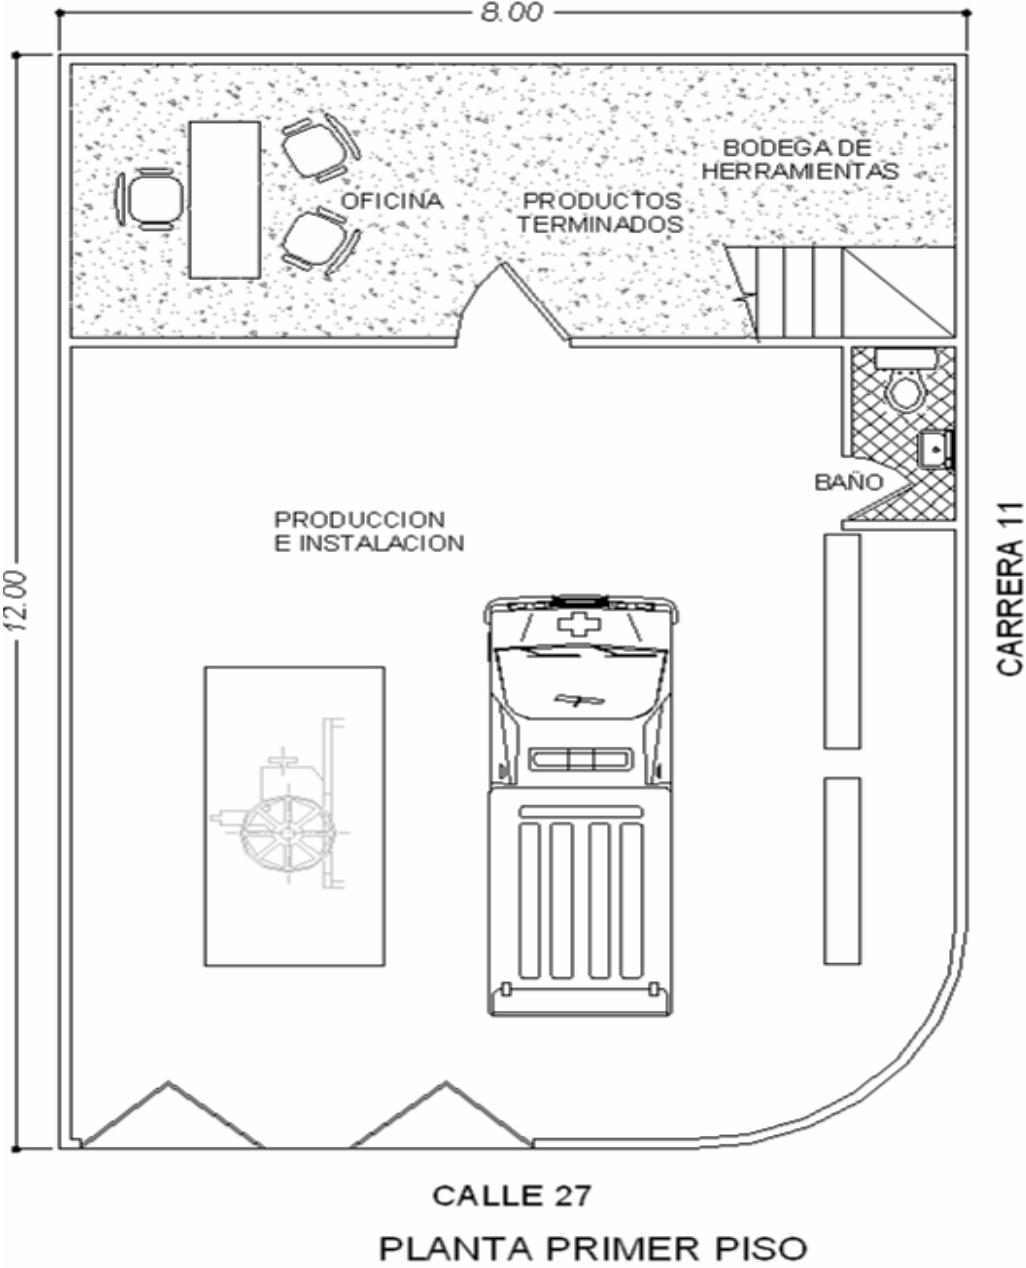 8.00
BODEGA DE
HERRAMIENTAS
OFICINA
PRODUCTOS
TERMINADOS
12.00
BAÑO
PRODUCCION
E INSTALACION
CARRERA 11
CALLE 27
PLANTA PRIMER PISO